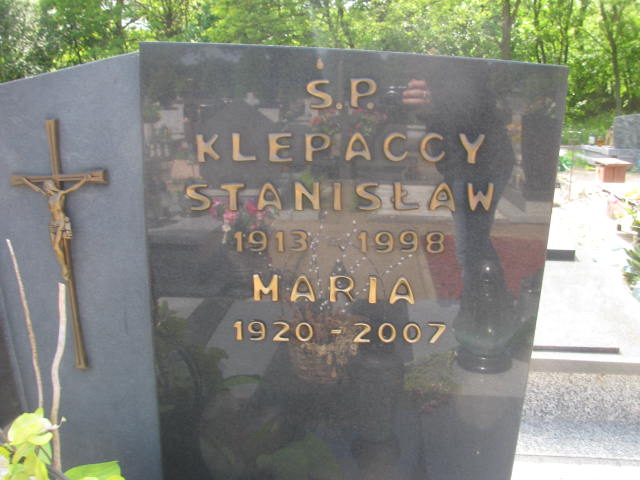 Ś.P.
KLEPACCY
STANISŁAW
1913 - 1998
MARIA
1920 - 2007